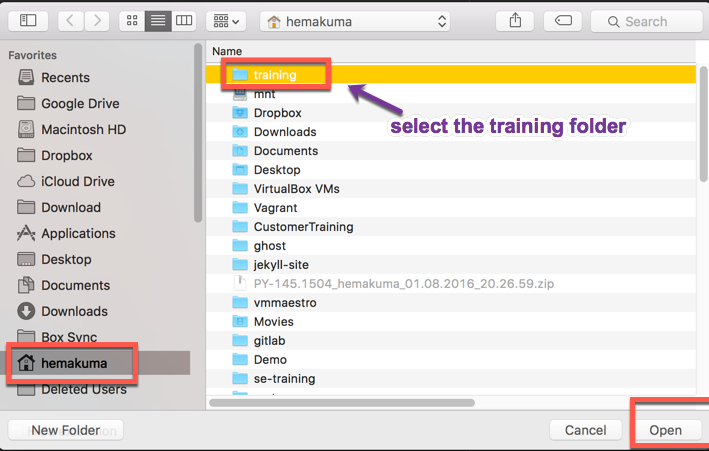 hemakuma
Search
Favorites
Recents
Google Drive
Macintosh HD
Dropbox
iCloud Drive
Download
Applications
Desktop
Documents
Downloads
Box Sync
hemakuma
Deleted Users
Name
training
mnt
select the training folder
Dropbox
Downloads
Documents
Desktop
VirtualBox VMs
Vagrant
CustomerTraining
ghost
jekyll-site
PY-145.1504_hemakuma_01.08.2016_20.26.59.zip
vmmaestro
Movies
gitlab
Demo
se-training
New Folder
Cancel
Open